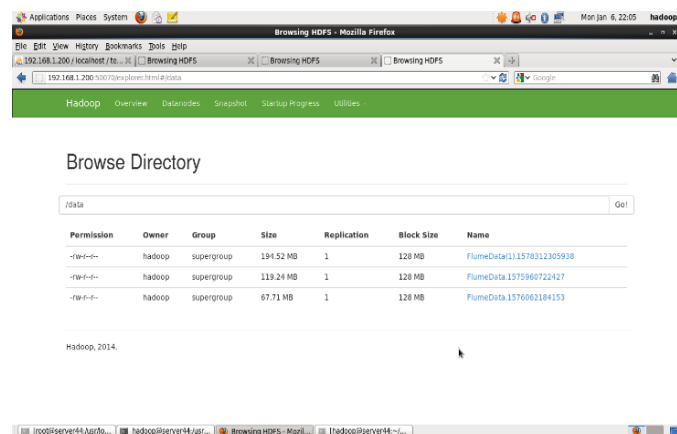 Applications Places System Mon Jan 6, 22:05 hadoop
Browsing HDFS - Mozilla Firefox
File Edit View History Bookmarks Tools Help
192.168.1.200 / localhost / te... Browsing HDFS Browsing HDFS Browsing HDFS
192.168.1.200:50070/explorer.html#/data Google
Hadoop Overview Datanodes Snapshot Startup Progress Utilities
Browse Directory
/data Go!
Permission Owner Group Size Replication Block Size Name
-rw-r--r-- hadoop supergroup 194.52 MB 1 128 MB FlumeData(1).1578312305938
-rw-r--r-- hadoop supergroup 119.24 MB 1 128 MB FlumeData.1575960722427
-rw-r--r-- hadoop supergroup 67.71 MB 1 128 MB FlumeData.1576062184153
Hadoop, 2014.
[root@server44:/usr/lo... hadoop@server44:/usr... Browsing HDFS - Mozil... [hadoop@server44:~/...